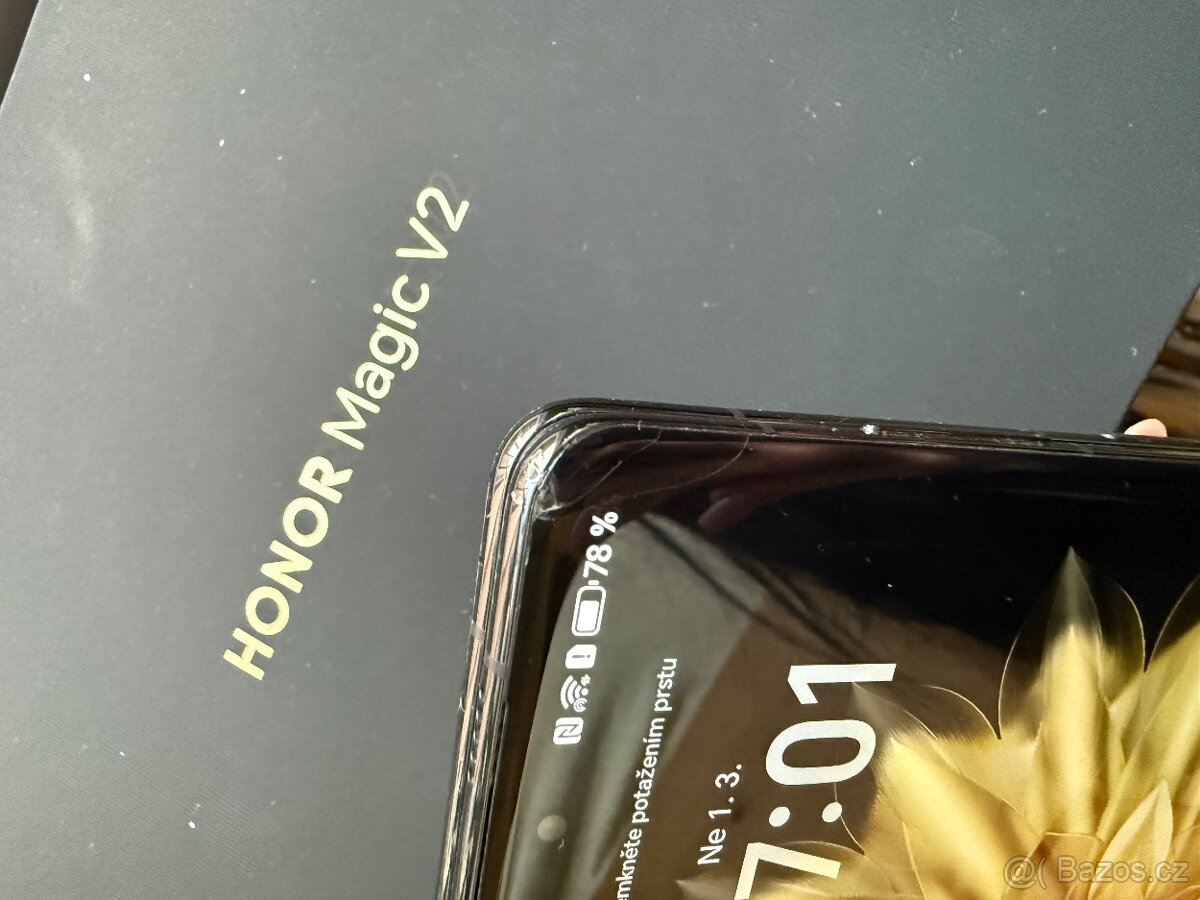 HONOR Magic V2
78 %
Ne 1. 3.
7:01
emkněte potažením prstu
@( Bazos.cz